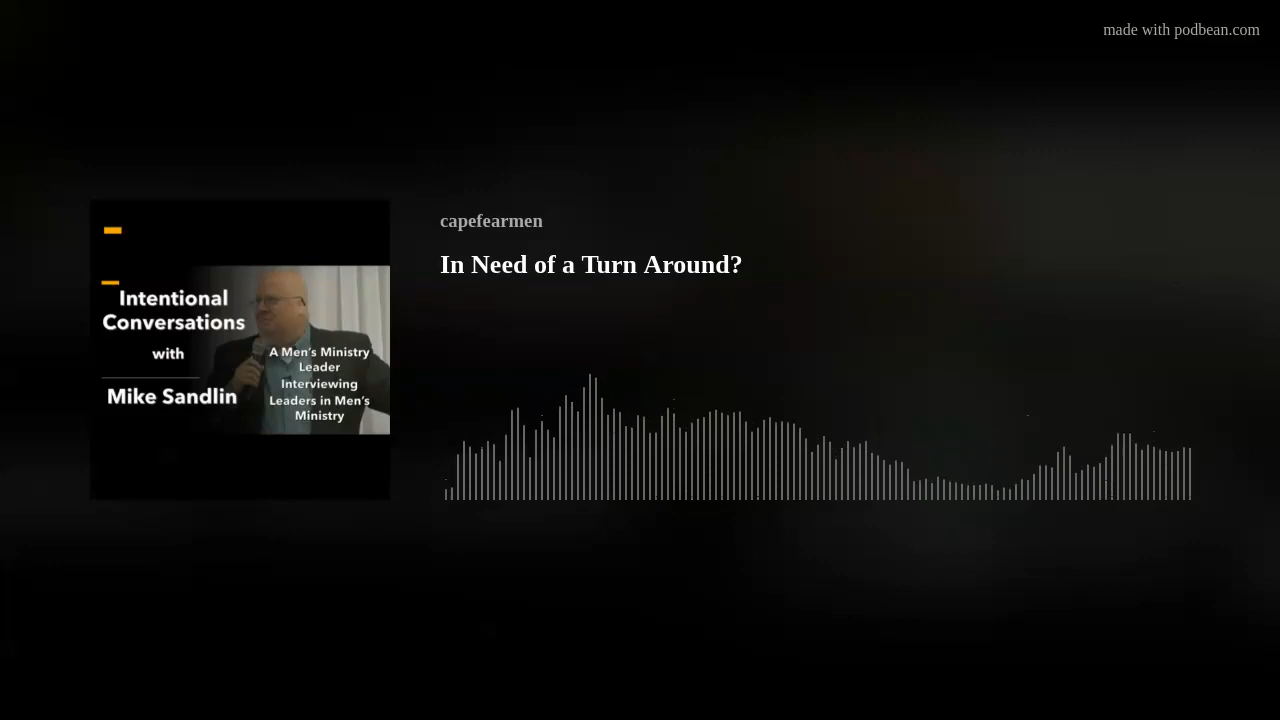 made with podbean.com
capefearmen
In Need of a Turn Around?
Intentional
Conversations
with
Mike Sandlin
A Men's Ministry
Leader
Interviewing
Leaders in Men's
Ministry